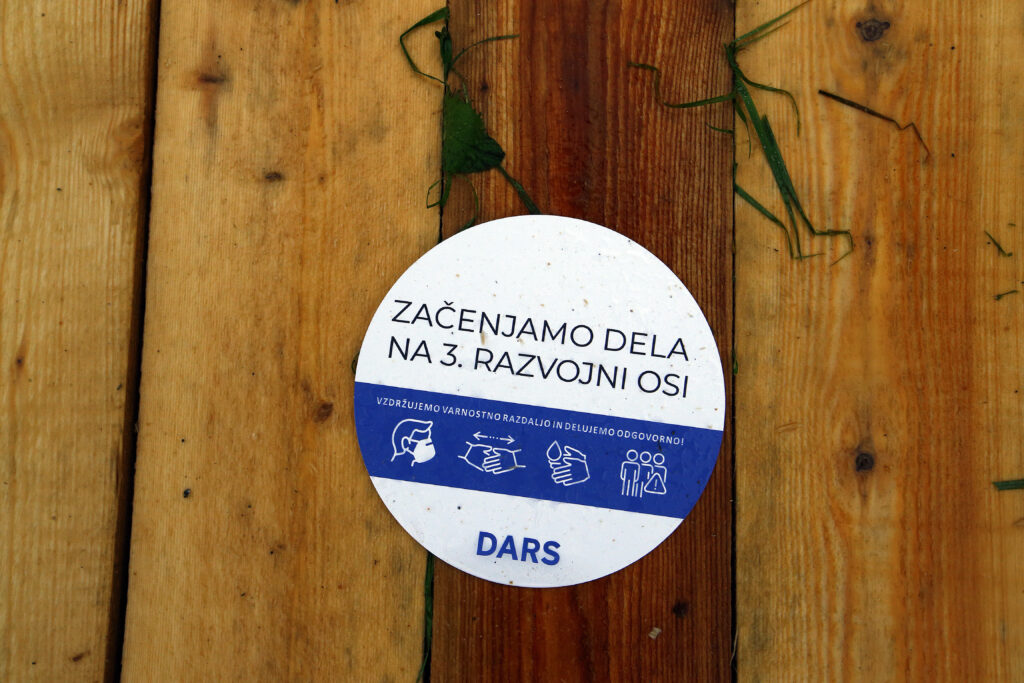 ZAČENJAMO DELA
NA 3. RAZVOJNI OSI
VZDRŽUJEMO VARNOSTNO RAZDALJO IN DELUJEMO ODGOVORNO!
DARS